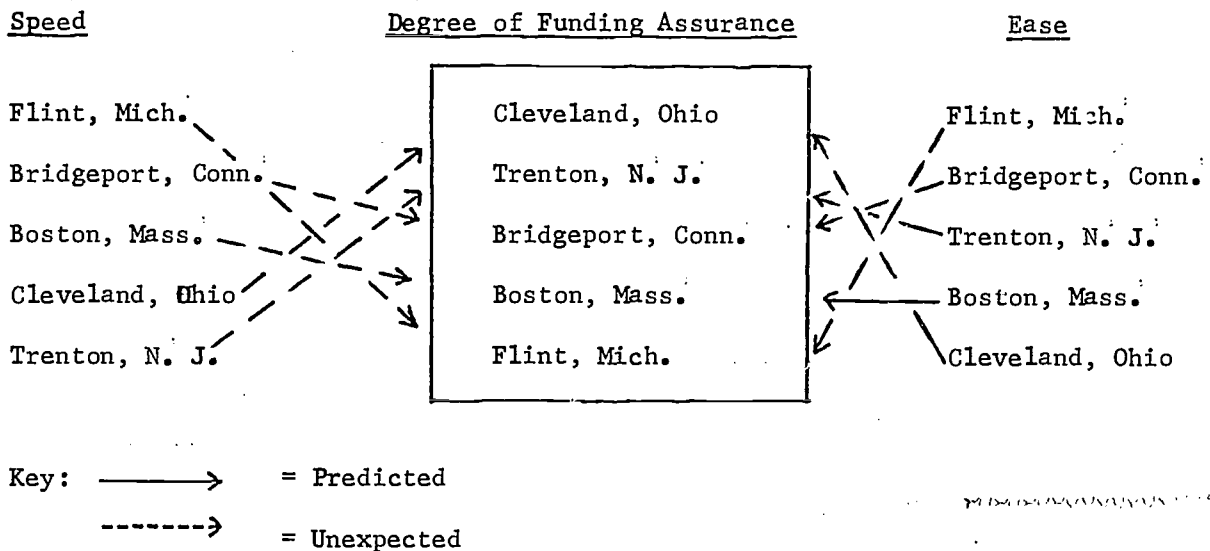 Speed Degree of Funding Assurance Ease
Flint, Mich. Cleveland, Ohio Flint, Mich.
Bridgeport, Conn. Trenton, N. J. Bridgeport, Conn.
Boston, Mass. Bridgeport, Conn. Trenton, N. J.
Cleveland, Ohio Boston, Mass. Boston, Mass.
Trenton, N. J. Flint, Mich. Cleveland, Ohio
Key: = Predicted
= Unexpected